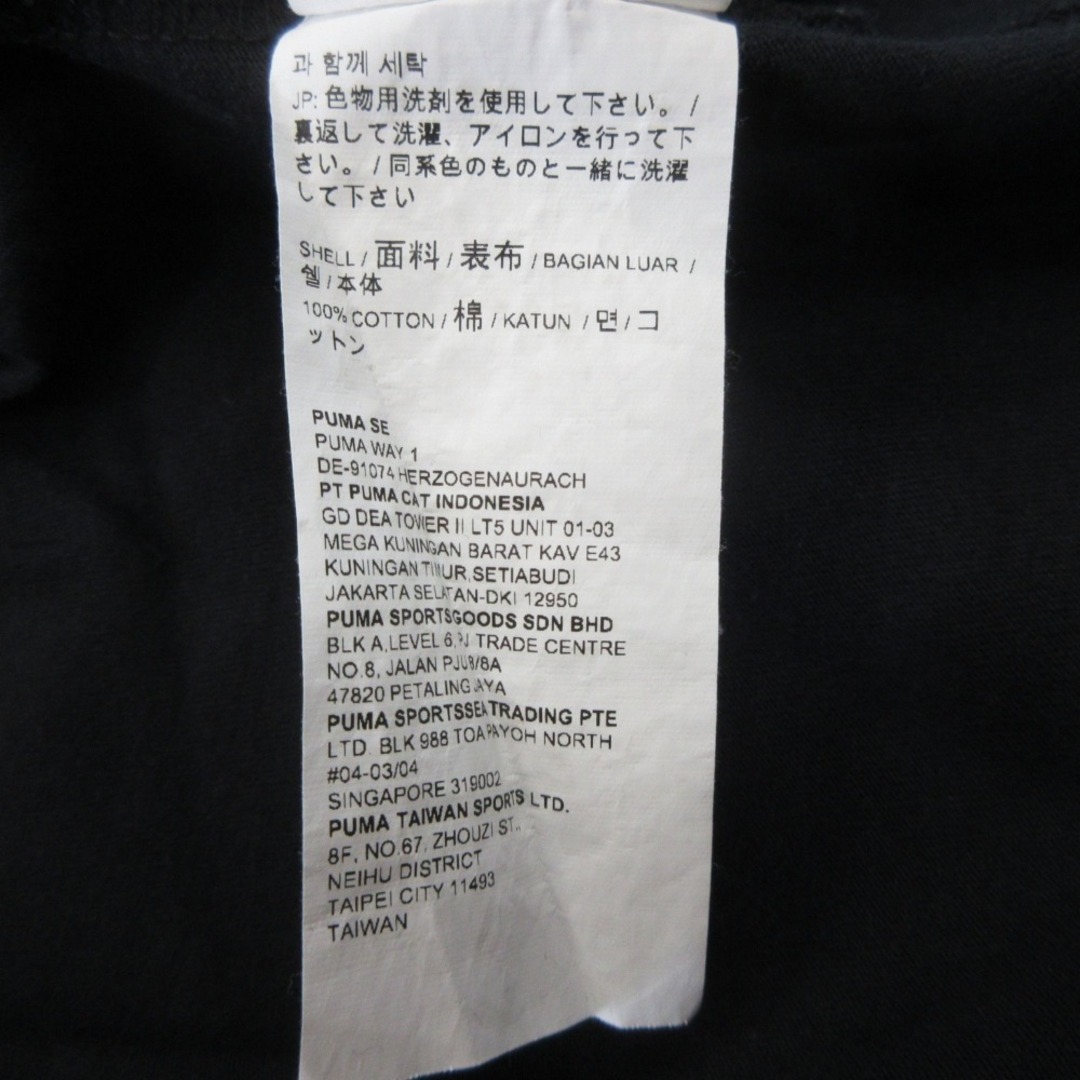 과 함께 세탁
JP: 色物用洗剤を使用して下さい。 /
裏返して洗濯、アイロンを行って下
さい。 / 同系色のものと一緒に洗濯
して下さい
SHELL / 面料 / 表布 / BAGIAN LUAR /
쉘 / 本体
100% COTTON / 棉 / KATUN / 면 / コ
ットン
PUMA SE
PUMA WAY 1
DE-91074 HERZOGENAURACH
PT PUMA CAT INDONESIA
GD DEA TOWER II LT5 UNIT 01-03
MEGA KUNINGAN BARAT KAV E43
KUNINGAN TIMUR,SETIABUDI
JAKARTA SELATAN-DKI 12950
PUMA SPORTSGOODS SDN BHD
BLK A,LEVEL 6,PJ TRADE CENTRE
NO.8, JALAN PJU8/8A
47820 PETALING JAYA
PUMA SPORTSSEATRADING PTE
LTD. BLK 988 TOAPAYOH NORTH
#04-03/04
SINGAPORE 319002
PUMA TAIWAN SPORTS LTD.
8F, NO.67, ZHOUZI ST.,
NEIHU DISTRICT
TAIPEI CITY 11493
TAIWAN